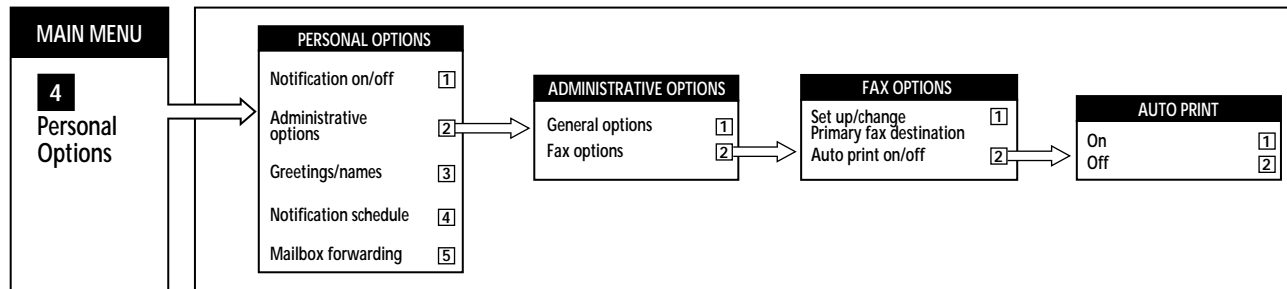 MAIN MENU
4
Personal
Options
PERSONAL OPTIONS
Notification on/off 1
Administrative
options 2
Greetings/names 3
Notification schedule 4
Mailbox forwarding 5
ADMINISTRATIVE OPTIONS
General options 1
Fax options 2
FAX OPTIONS
Set up/change 1
Primary fax destination
Auto print on/off 2
AUTO PRINT
On 1
Off 2